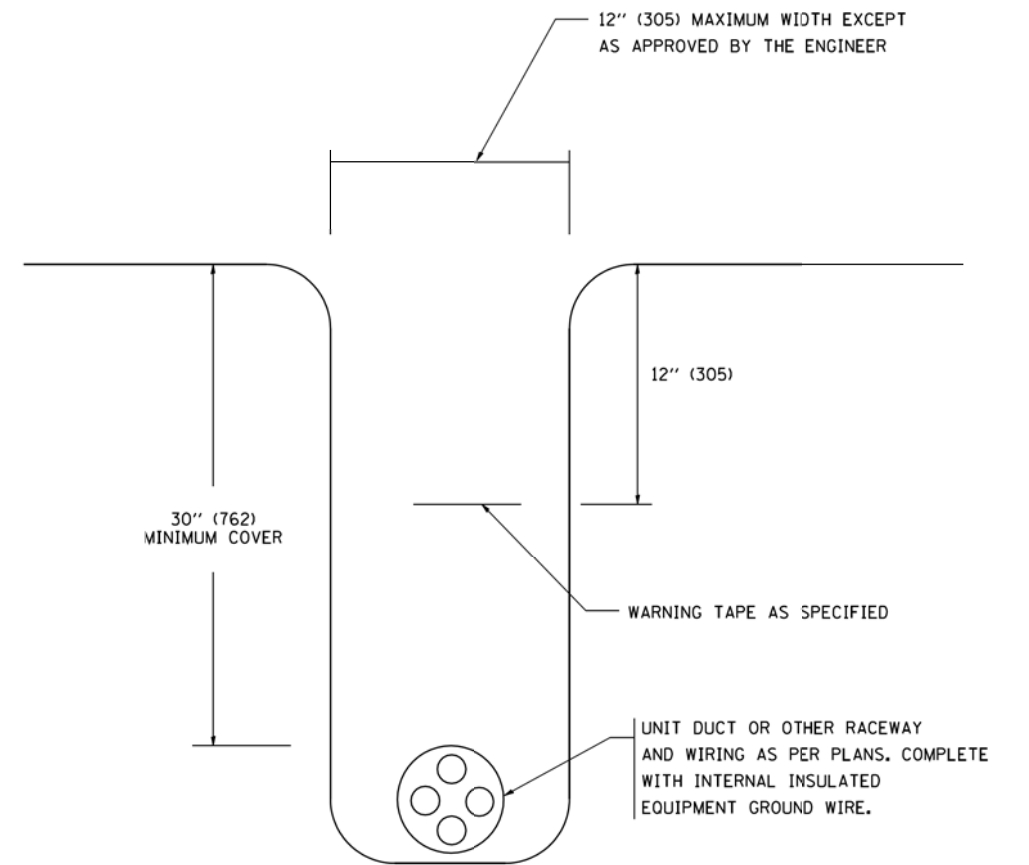 12'' (305) MAXIMUM WIDTH EXCEPT
AS APPROVED BY THE ENGINEER
12'' (305)
30'' (762)
MINIMUM COVER
WARNING TAPE AS SPECIFIED
UNIT DUCT OR OTHER RACEWAY
AND WIRING AS PER PLANS. COMPLETE
WITH INTERNAL INSULATED
EQUIPMENT GROUND WIRE.